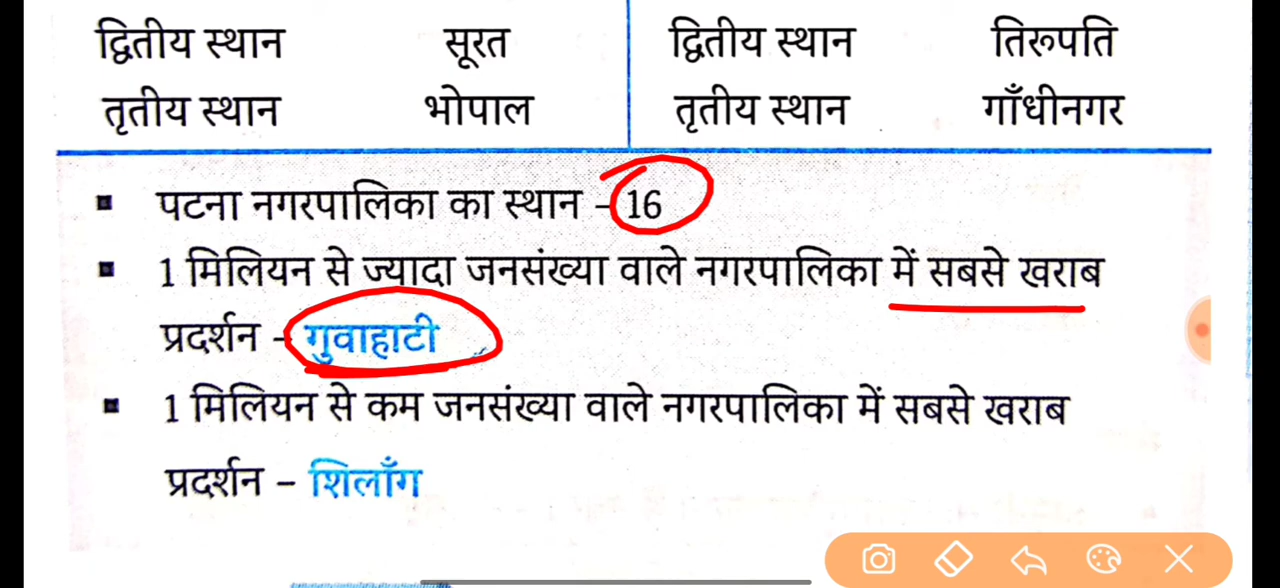 द्वितीय स्थान सूरत द्वितीय स्थान तिरूपति
तृतीय स्थान भोपाल तृतीय स्थान गाँधीनगर
पटना नगरपालिका का स्थान – 16
1 मिलियन से ज्यादा जनसंख्या वाले नगरपालिका में सबसे खराब
प्रदर्शन – गुवाहाटी
1 मिलियन से कम जनसंख्या वाले नगरपालिका में सबसे खराब
प्रदर्शन – शिलाँग